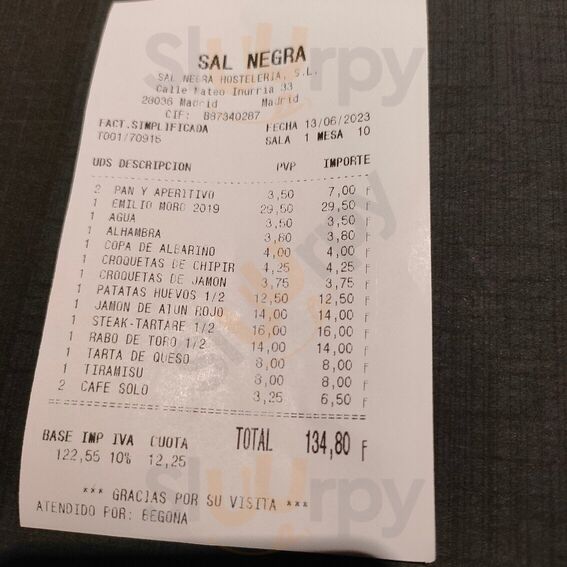 SAL NEGRA
SAL NEGRA HOSTELERIA, S.L.
Calle Mateo Inurria 33
28036 Madrid Madrid
CIF: B87340287
FACT.SIMPLIFICADA FECHA 13/06/2023
T001/70915 SALA 1 MESA 10
UDS DESCRIPCION PVP IMPORTE
2 PAN Y APERITIVO 3,50 7,00 F
1 EMILIO MORO 2019 29,50 29,50 F
1 AGUA 3,50 3,50 F
1 ALHAMBRA 3,80 3,80 F
1 COPA DE ALBARINO 4,00 4,00 F
1 CROQUETAS DE CHIPIR 4,25 4,25 F
1 CROQUETAS DE JAMON 3,75 3,75 F
1 PATATAS HUEVOS 1/2 12,50 12,50 F
1 JAMON DE ATUN ROJO 14,00 14,00 F
1 STEAK-TARTARE 1/2 16,00 16,00 F
1 RABO DE TORO 1/2 14,00 14,00 F
1 TARTA DE QUESO 8,00 8,00 F
1 TIRAMISU 8,00 8,00 F
2 CAFE SOLO 3,25 6,50 F
BASE IMP IVA CUOTA TOTAL 134,80 F
122,55 10% 12,25
*** GRACIAS POR SU VISITA ***
ATENDIDO POR: BEGOÑA
Sluurpy
Sluurpy
Sluurpy